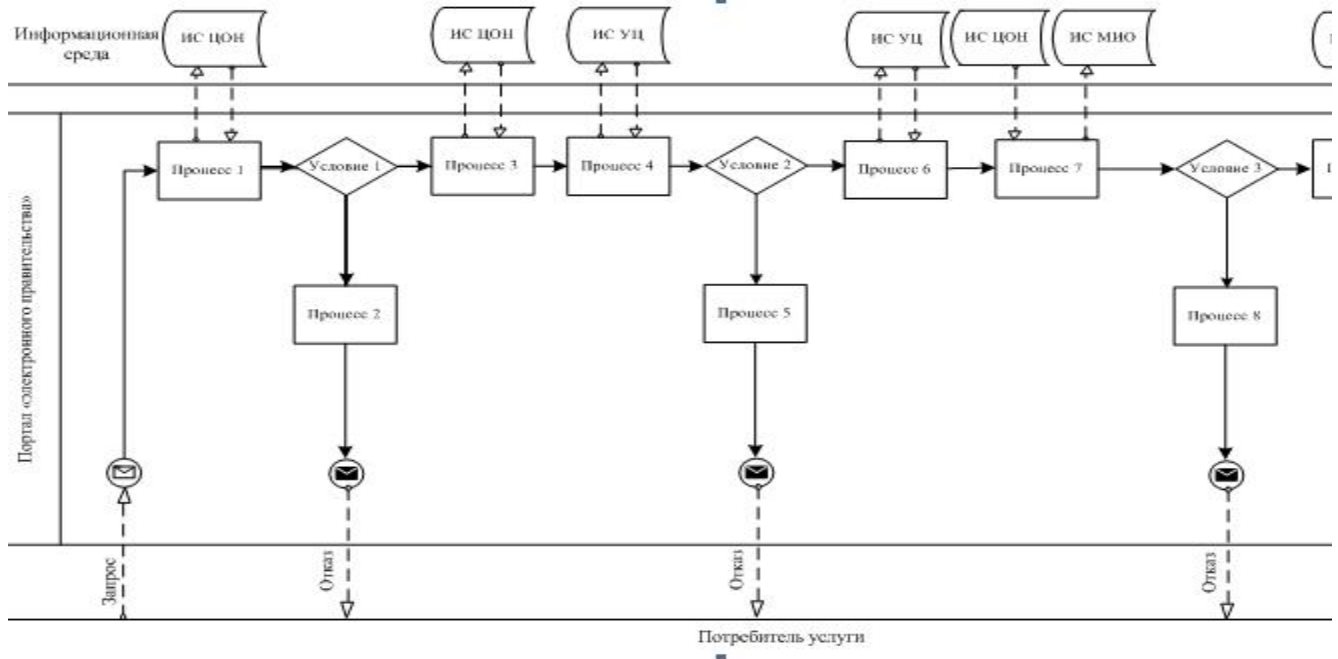 Информационная
среда
ИС ЦОН
ИС ЦОН
ИС УЦ
ИС УЦ
ИС ЦОН
ИС МИО
Портал «электронного правительства»
Процесс 1
Условие 1
Процесс 3
Процесс 4
Условие 2
Процесс 6
Процесс 7
Условие 3
Процесс 2
Процесс 5
Процесс 8
Запрос
Отказ
Отказ
Отказ
Потребитель услуги